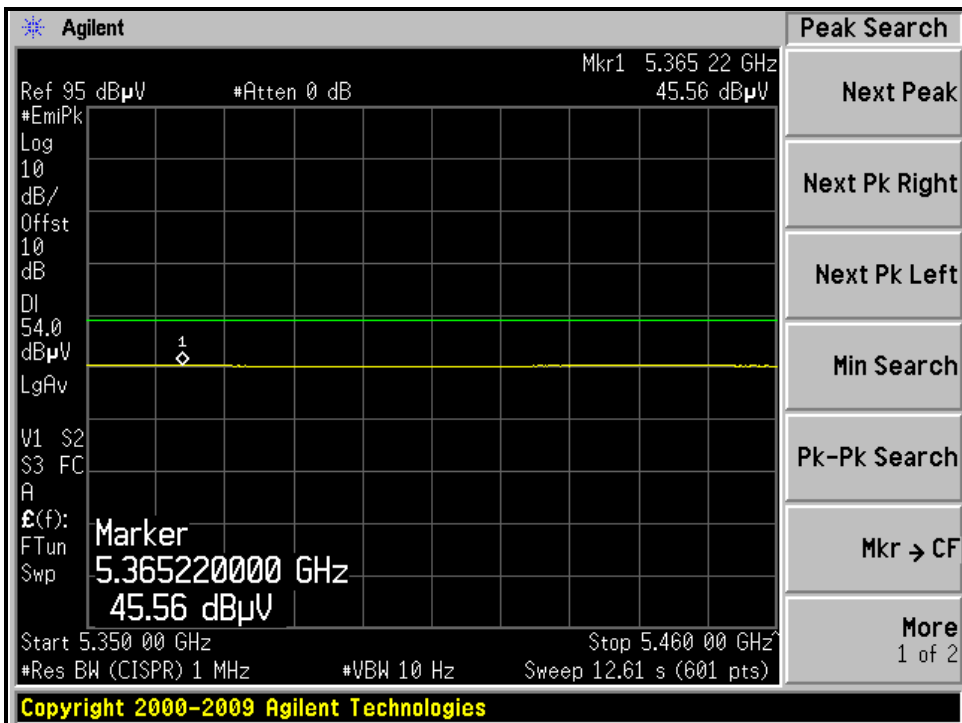 Agilent
Peak Search
Mkr1 5.365 22 GHz
Ref 95 dBµV #Atten 0 dB 45.56 dBµV
#EmiPk
Log
10
dB/
Offst
10
dB
DI
54.0
dBµV
LgAv
V1 S2
S3 FC
A
£(f):
FTun
Swp
1
Marker
5.365220000 GHz
45.56 dBµV
Start 5.350 00 GHz Stop 5.460 00 GHz^
#Res BW (CISPR) 1 MHz #VBW 10 Hz Sweep 12.61 s (601 pts)
Next Peak
Next Pk Right
Next Pk Left
Min Search
Pk-Pk Search
Mkr → CF
More
1 of 2
Copyright 2000-2009 Agilent Technologies